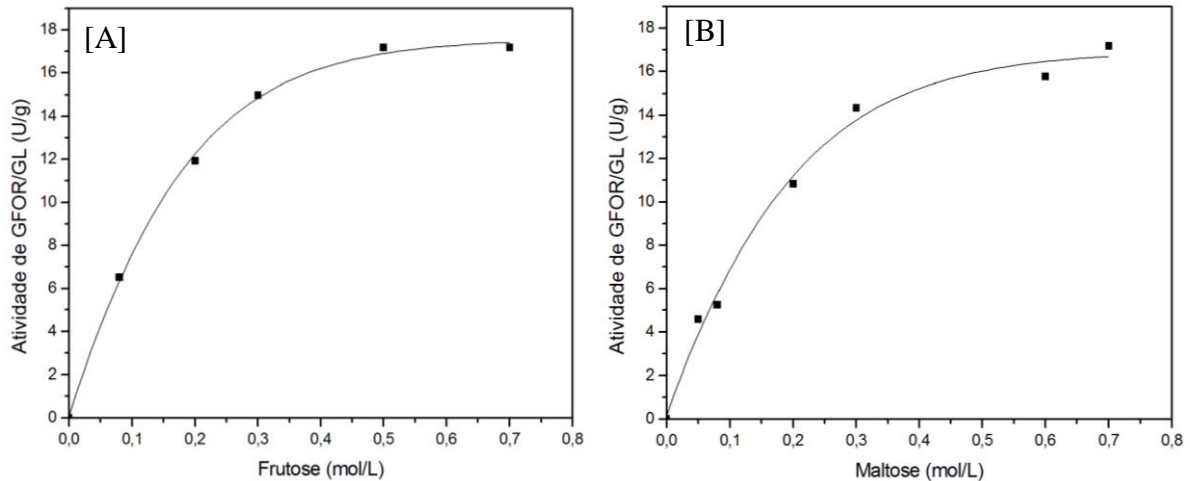 [A]
Atividade de GFOR/GL (U/g)
18
16
14
12
10
8
6
4
2
0
0,0 0,1 0,2 0,3 0,4 0,5 0,6 0,7 0,8
Frutose (mol/L)
[B]
Atividade de GFOR/GL (U/g)
18
16
14
12
10
8
6
4
2
0
0,0 0,1 0,2 0,3 0,4 0,5 0,6 0,7 0,8
Maltose (mol/L)